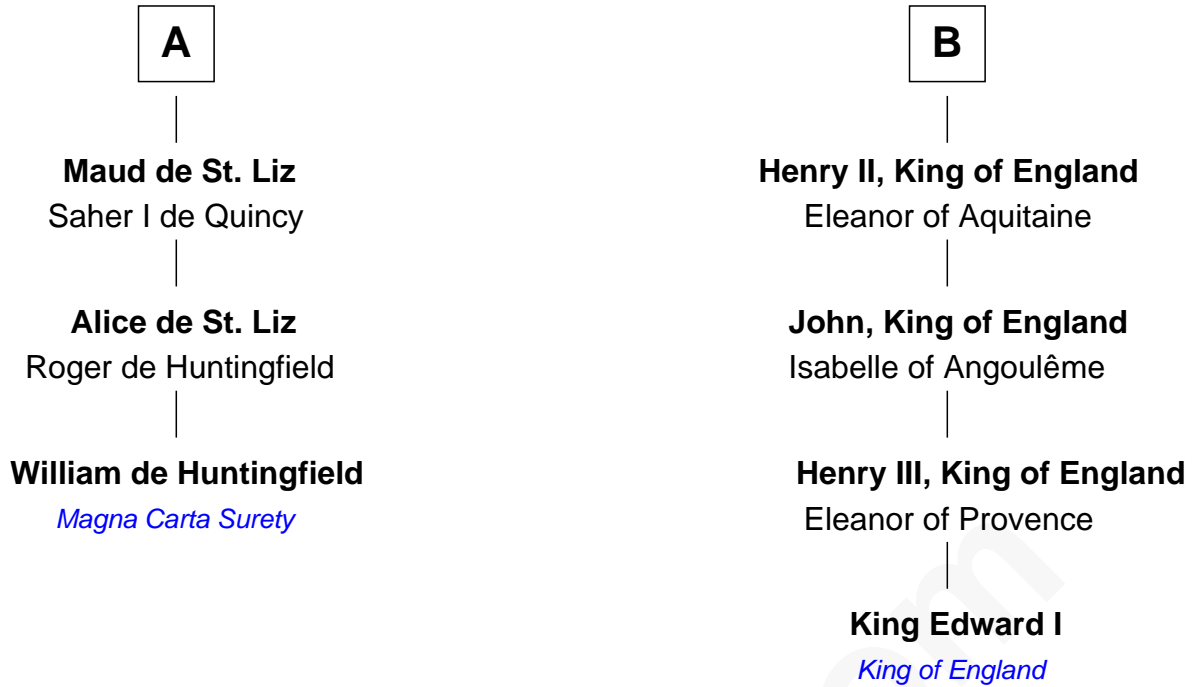 A
Maud de St. Liz
Saher I de Quincy
Alice de St. Liz
Roger de Huntingfield
William de Huntingfield
Magna Carta Surety
B
Henry II, King of England
Eleanor of Aquitaine
John, King of England
Isabelle of Angoulême
Henry III, King of England
Eleanor of Provence
King Edward I
King of England